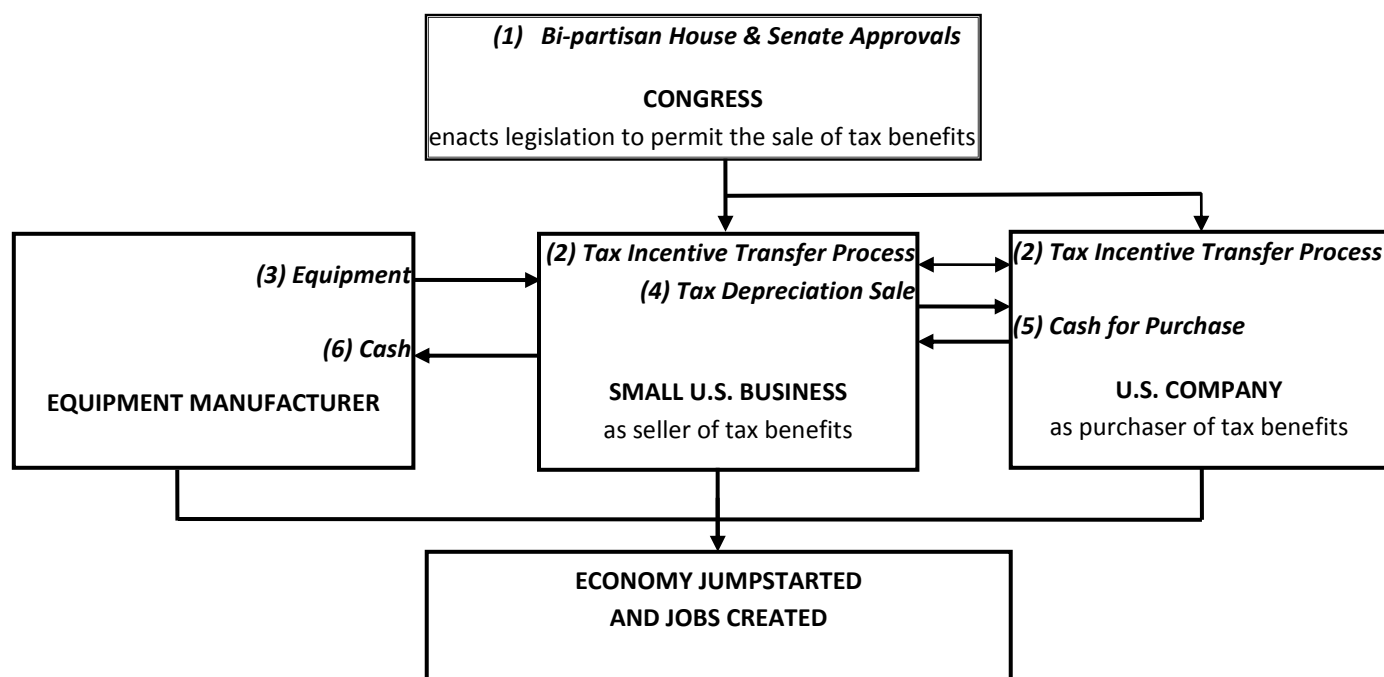 (1) Bi-partisan House & Senate Approvals
CONGRESS
enacts legislation to permit the sale of tax benefits
(3) Equipment
(6) Cash
EQUIPMENT MANUFACTURER
(2) Tax Incentive Transfer Process
(4) Tax Depreciation Sale
SMALL U.S. BUSINESS
as seller of tax benefits
(2) Tax Incentive Transfer Process
(5) Cash for Purchase
U.S. COMPANY
as purchaser of tax benefits
ECONOMY JUMPSTARTED
AND JOBS CREATED